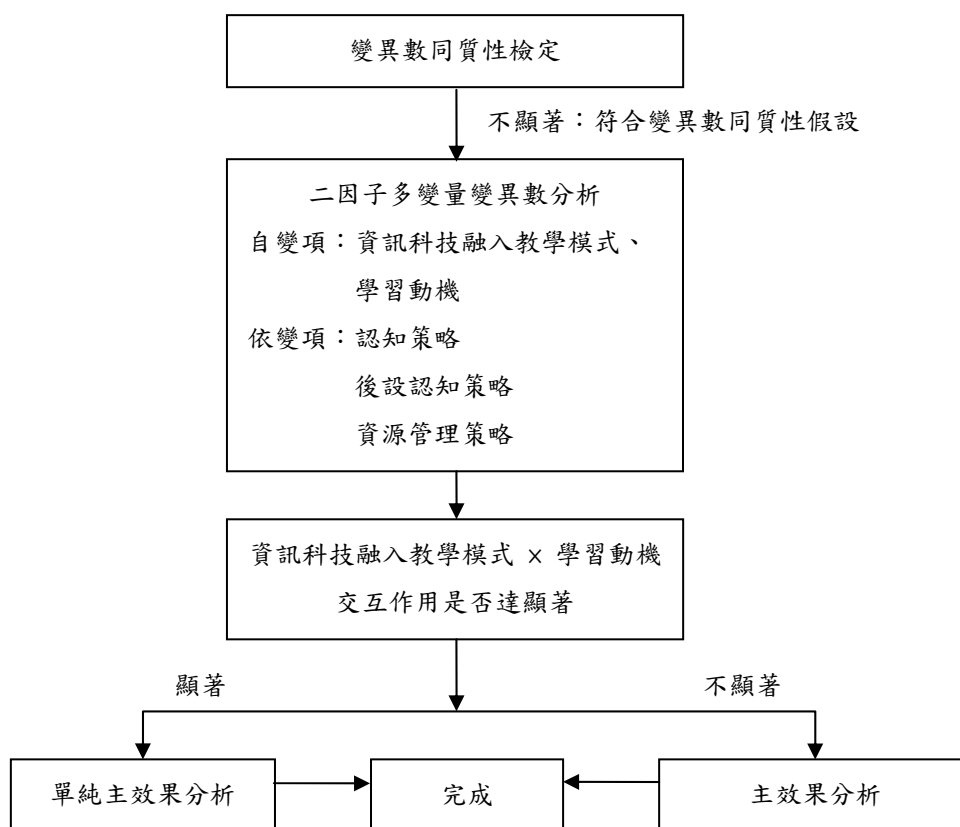 變異數同質性檢定
不顯著：符合變異數同質性假設
二因子多變量變異數分析
自變項：資訊科技融入教學模式、
學習動機
依變項：認知策略
後設認知策略
資源管理策略
資訊科技融入教學模式 × 學習動機
交互作用是否達顯著
顯著
不顯著
單純主效果分析
完成
主效果分析